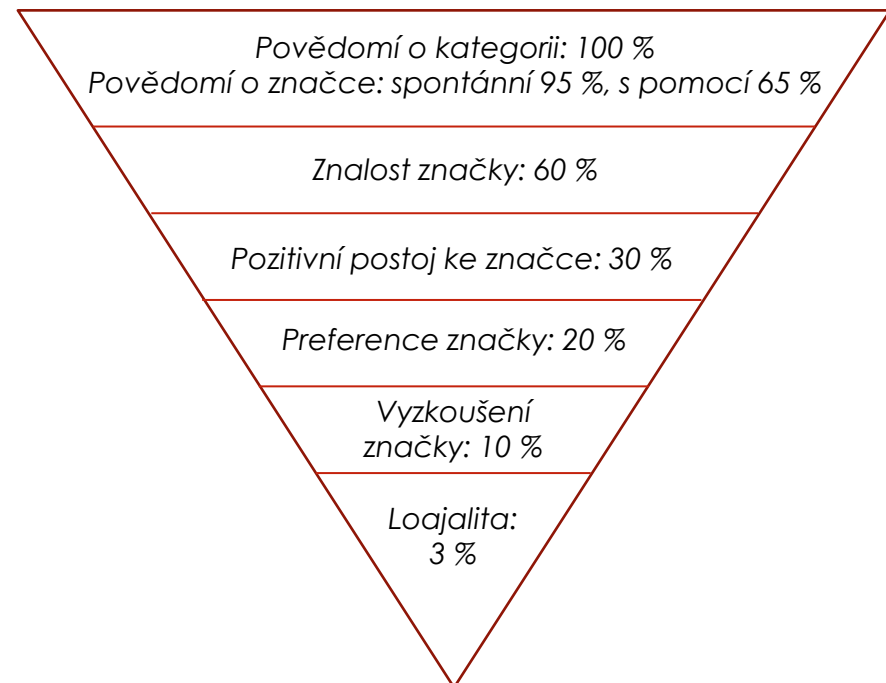 Povědomí o kategorii: 100 %
Povědomí o značce: spontánní 95 %, s pomocí 65 %
Znalost značky: 60 %
Pozitivní postoj ke značce: 30 %
Preference značky: 20 %
Vyzkoušení
značky: 10 %
Loajalita:
3 %